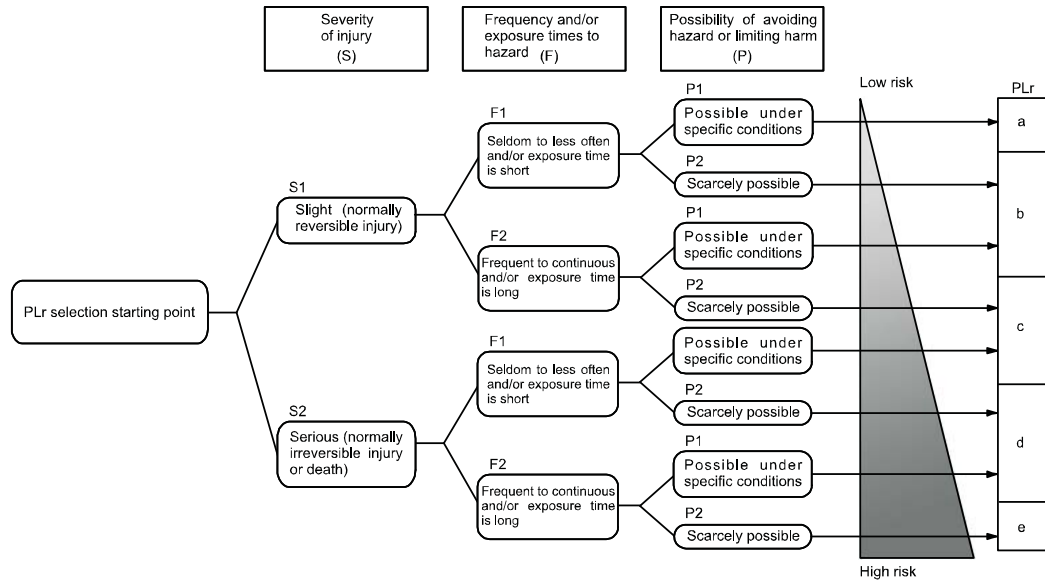 Severity
of injury
(S)
Frequency and/or
exposure times to
hazard (F)
Possibility of avoiding
hazard or limiting harm
(P)
Low risk
PLr
P1
Possible under
specific conditions
a
F1
Seldom to less often
and/or exposure time
is short
P2
Scarcely possible
S1
Slight (normally
reversible injury)
b
P1
Possible under
specific conditions
F2
Frequent to continuous
and/or exposure time
is long
P2
Scarcely possible
PLr selection starting point
c
P1
Possible under
specific conditions
F1
Seldom to less often
and/or exposure time
is short
P2
Scarcely possible
S2
Serious (normally
irreversible injury
or death)
d
P1
Possible under
specific conditions
F2
Frequent to continuous
and/or exposure time
is long
P2
Scarcely possible
e
High risk